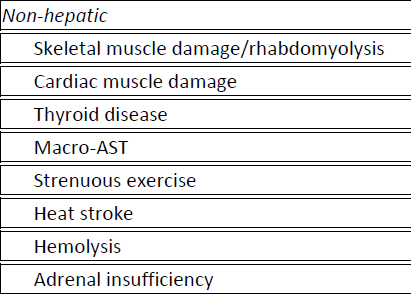 Non-hepatic
Skeletal muscle damage/rhabdomyolysis
Cardiac muscle damage
Thyroid disease
Macro-AST
Strenuous exercise
Heat stroke
Hemolysis
Adrenal insufficiency